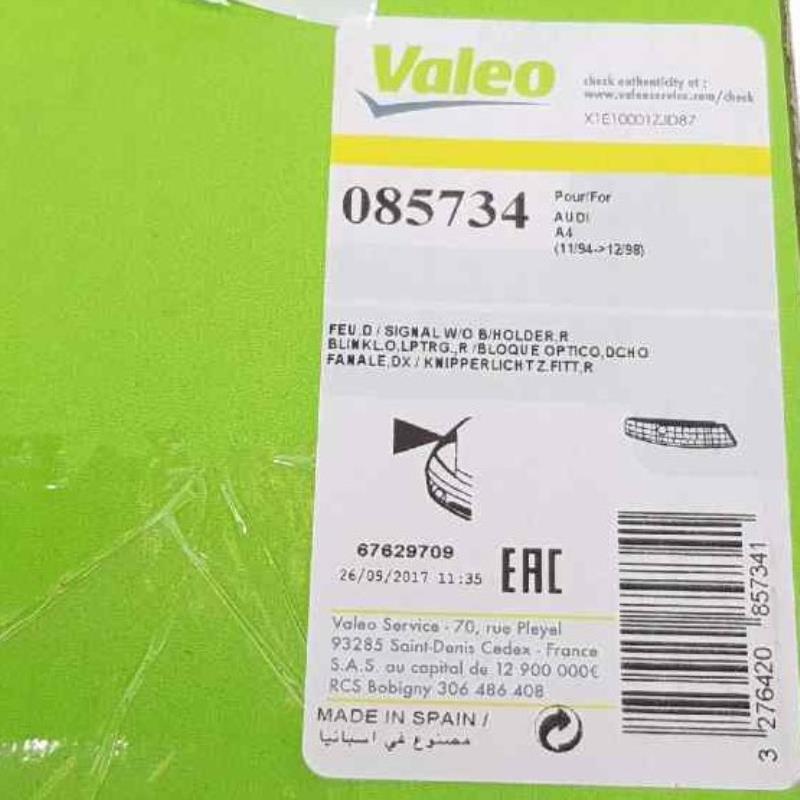 Valeo
check authenticity at :
www.valeoservice.com/check
X1E10001ZJD87
085734
Pour/For
AUDI
A4
(11/94->12/98)
FEU,D / SIGNAL W/O B/HOLDER,R
BLINKL.O.LPTRG.,R /BLOQUE OPTICO,DCHO
FANALE,DX / KNIPPERLICHT Z.FITT,R
67629709
26/05/2017 11:35
EAC
Valeo Service - 70, rue Pleyel
93285 Saint-Denis Cedex - France
S.A.S. au capital de 12 900 000€
RCS Bobigny 306 486 408
MADE IN SPAIN /
مصنوع في اسبانيا
3 276420 857341